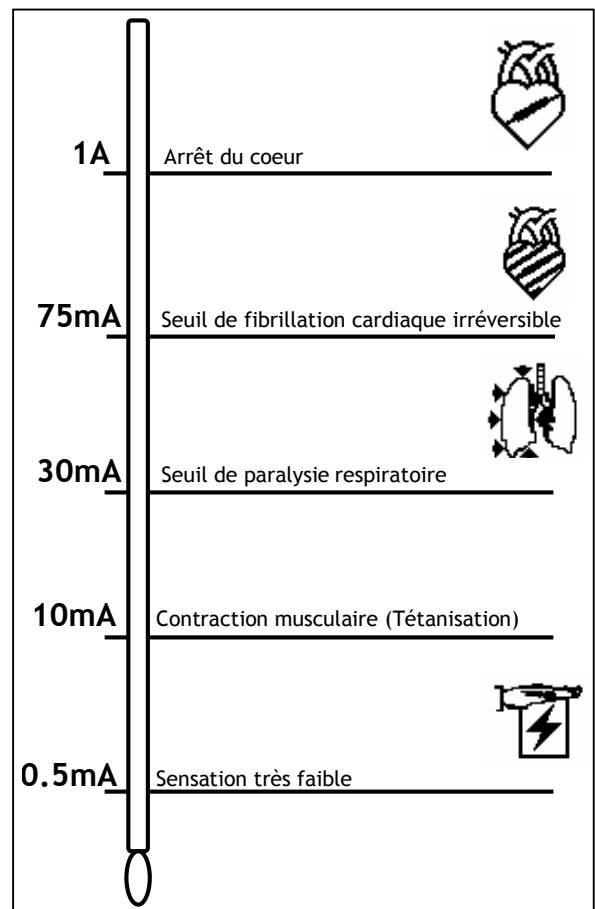 1A Arrêt du coeur
75mA Seuil de fibrillation cardiaque irréversible
30mA Seuil de paralysie respiratoire
10mA Contraction musculaire (Tétanisation)
0.5mA Sensation très faible